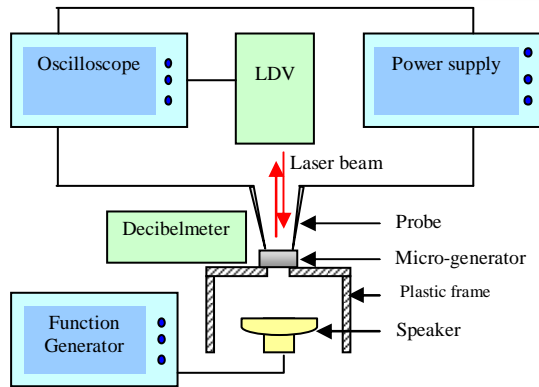 Oscilloscope
LDV
Power supply
Laser beam
Probe
Decibelmeter
Micro-generator
Plastic frame
Function
Generator
Speaker